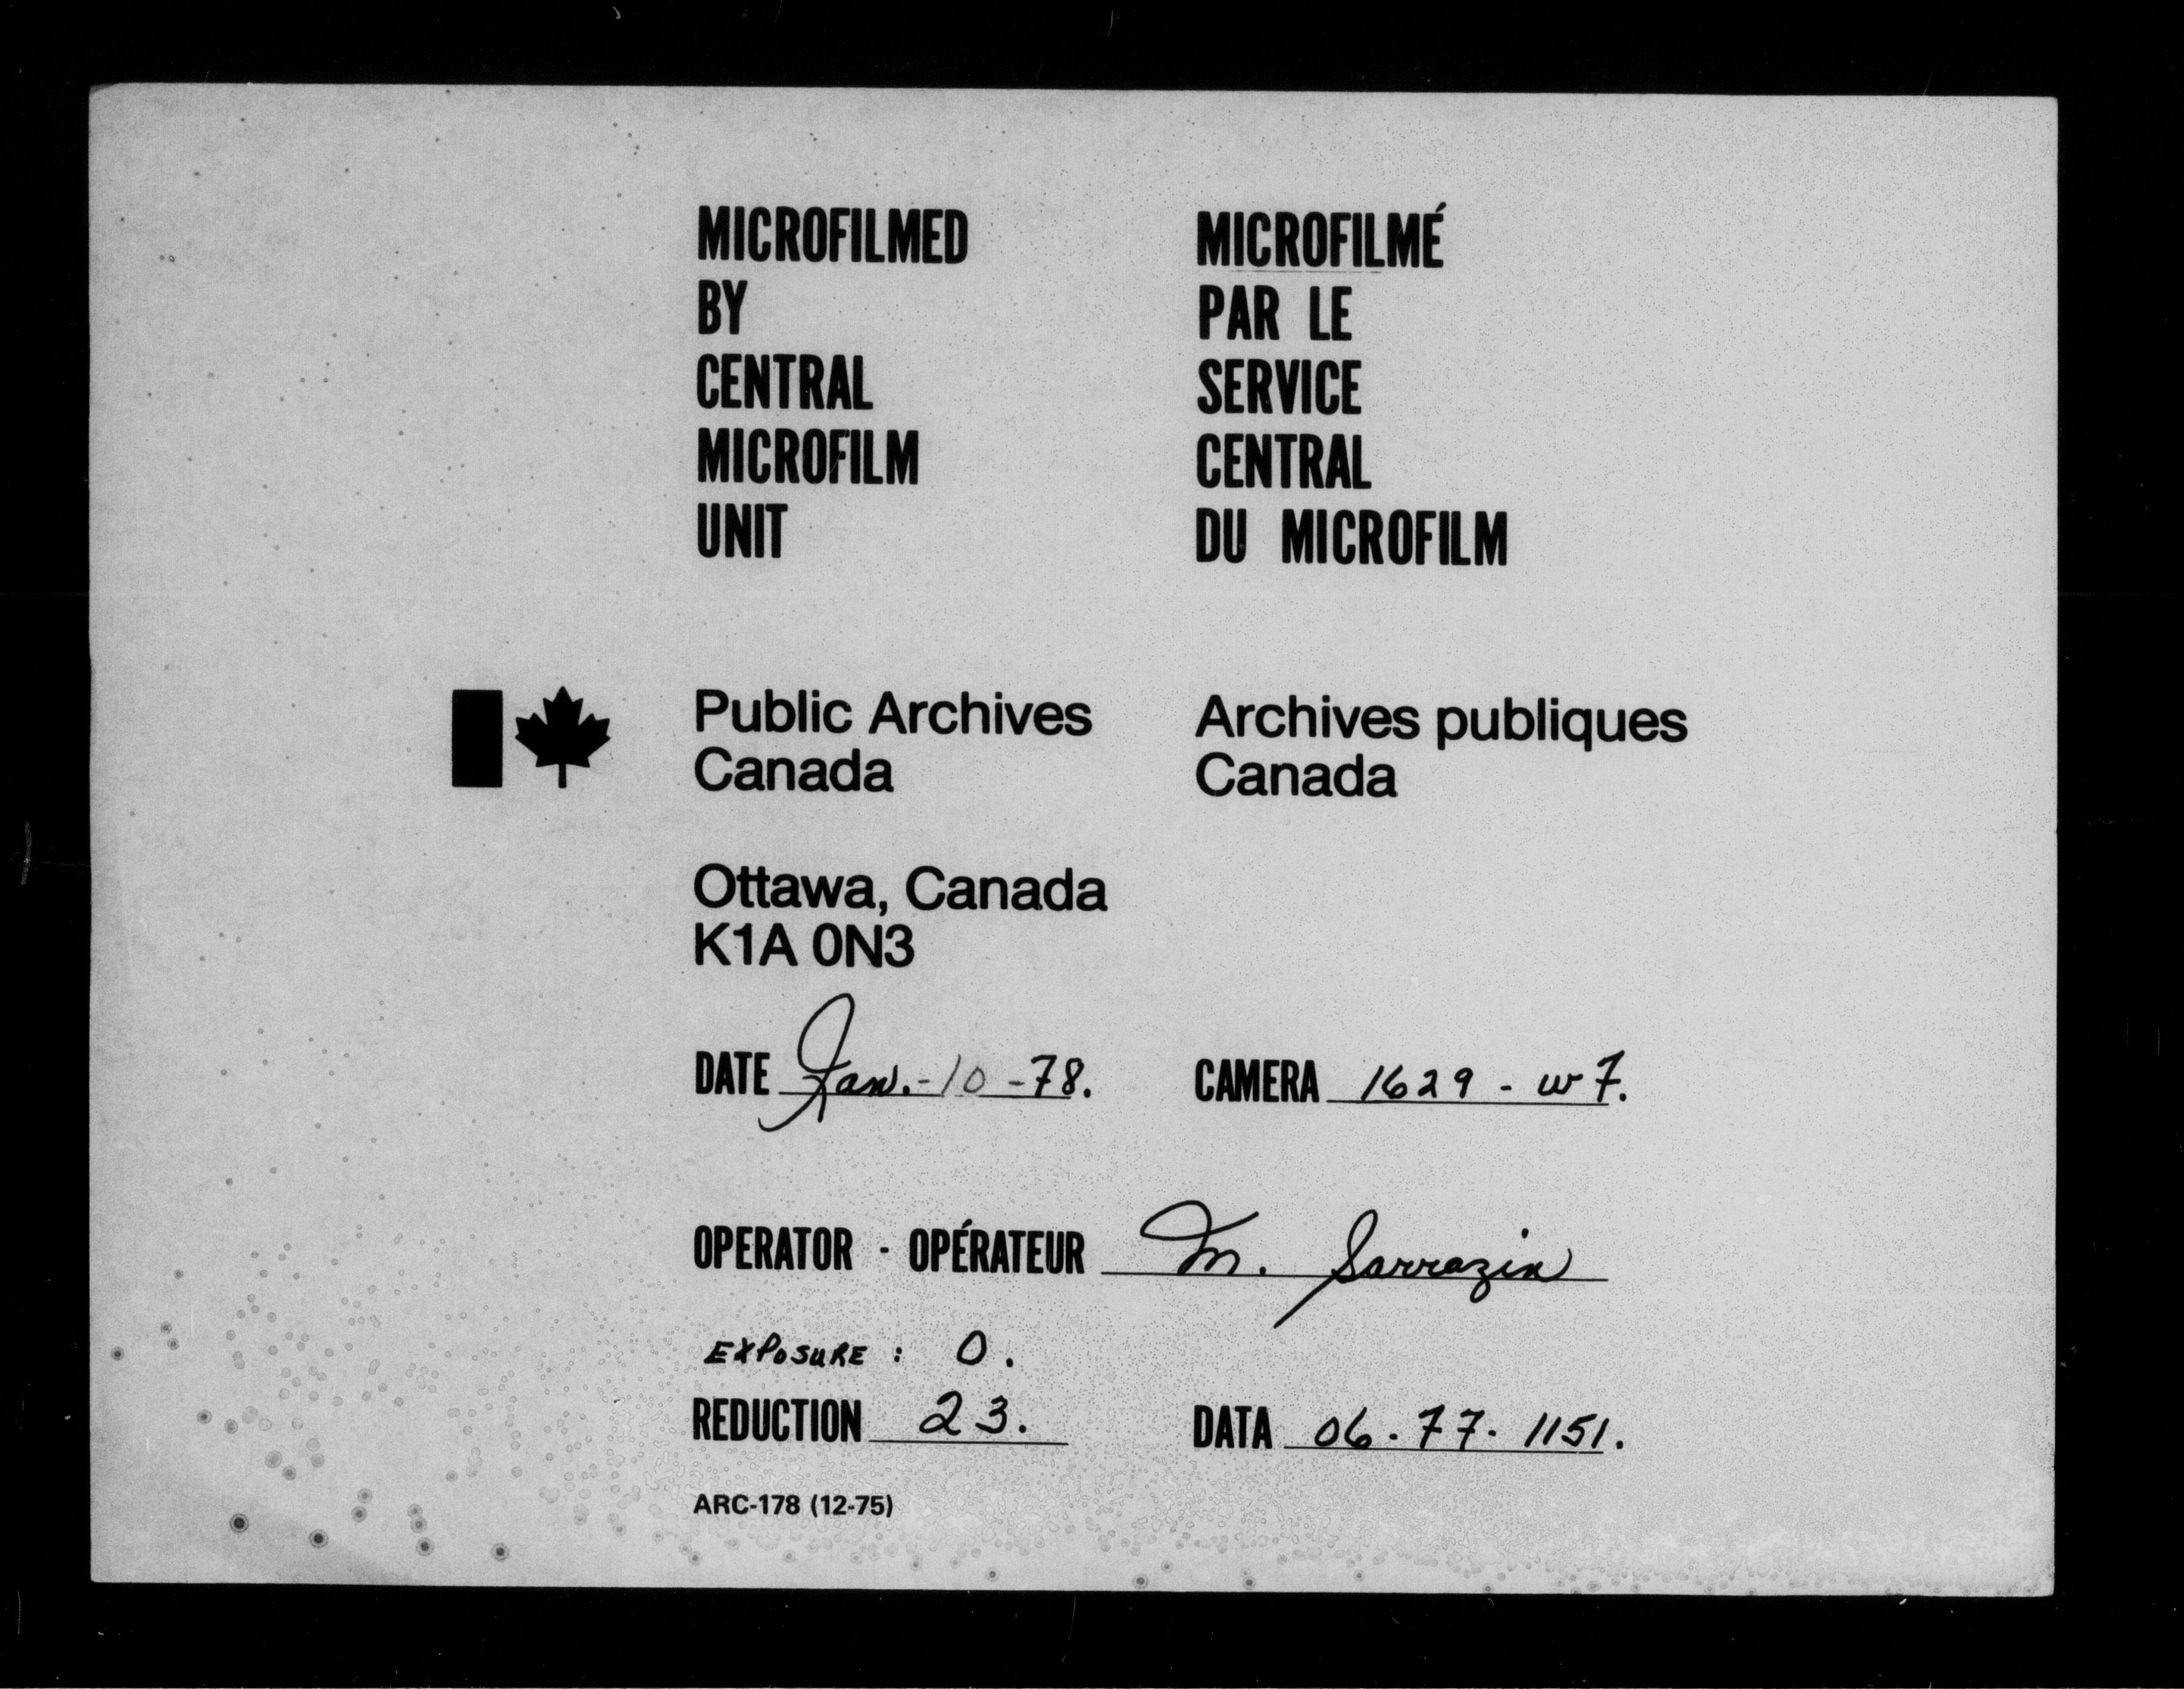 MICROFILMED
BY
CENTRAL
MICROFILM
UNIT
MICROFILMÉ
PAR LE
SERVICE
CENTRAL
DU MICROFILM
Public Archives
Canada
Archives publiques
Canada
Ottawa, Canada
K1A 0N3
DATE Jan.-10-78.
CAMERA 1629 - w7.
OPERATOR - OPÉRATEUR M. Sarrazin
EXPOSURE : 0.
REDUCTION 23.
DATA 06-77-1151.
ARC-178 (12-75)